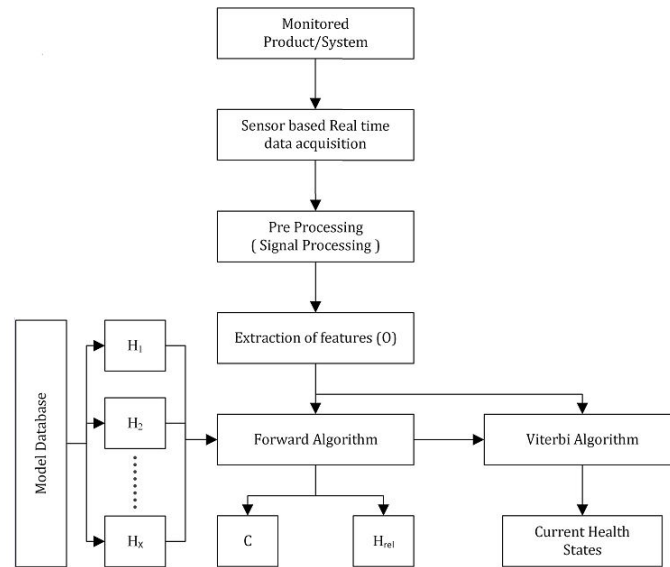 Monitored
Product/System
Sensor based Real time
data acquisition
Pre Processing
( Signal Processing )
Extraction of features (O)
Model Database
H₁
H₂
Hₓ
Forward Algorithm
Viterbi Algorithm
C
Hᵣₑₗ
Current Health
States